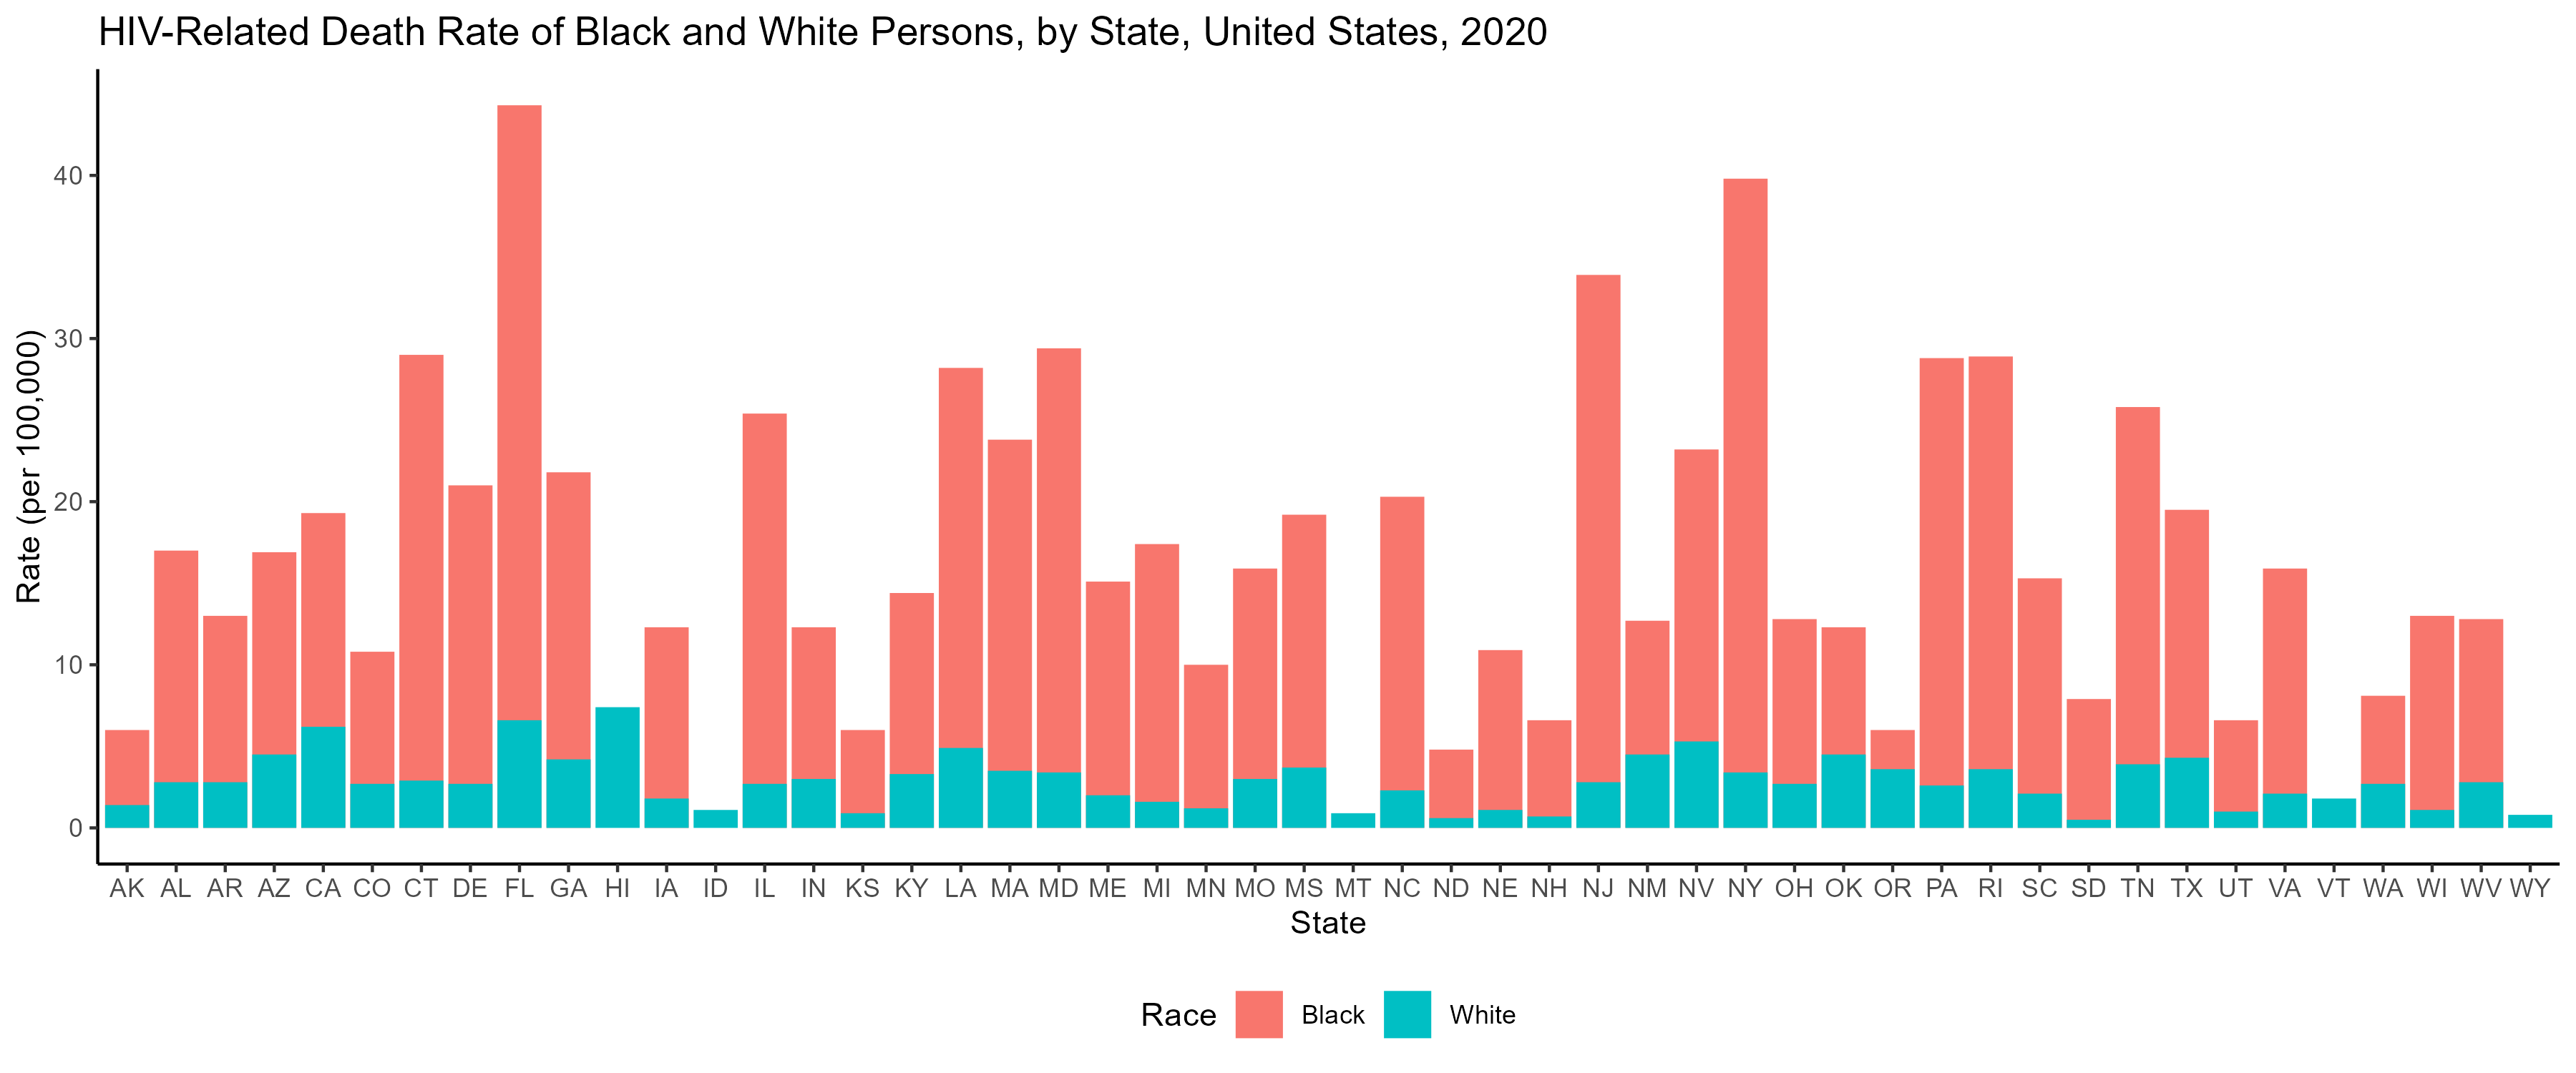 HIV-Related Death Rate of Black and White Persons, by State, United States, 2020
Rate (per 100,000)
40
30
20
10
0
AK AL AR AZ CA CO CT DE FL GA HI IA ID IL IN KS KY LA MA MD ME MI MN MO MS MT NC ND NE NH NJ NM NV NY OH OK OR PA RI SC SD TN TX UT VA VT WA WI WV WY
State
Race Black White